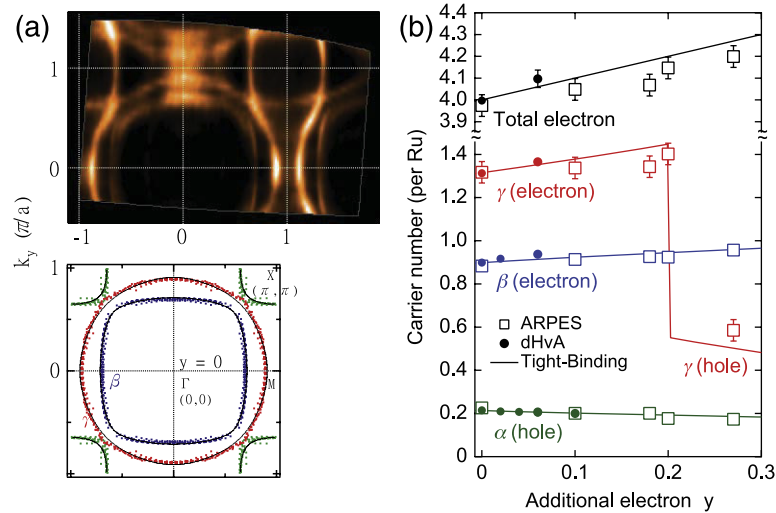 (a)
1
0
-1
0
1
k_y (π/a)
X
(π, π)
y = 0
β
Γ
M
(0,0)
γ
0
-1
0
1
(b)
4.3
4.2
4.1
4.0
3.9
Total electron
1.4
γ (electron)
1.2
1.0
β (electron)
0.8
ARPES
dHvA
Tight-Binding
0.6
γ (hole)
0.4
0.2
α (hole)
0.0
0
0.1
0.2
0.3
Carrier number (per Ru)
Additional electron y